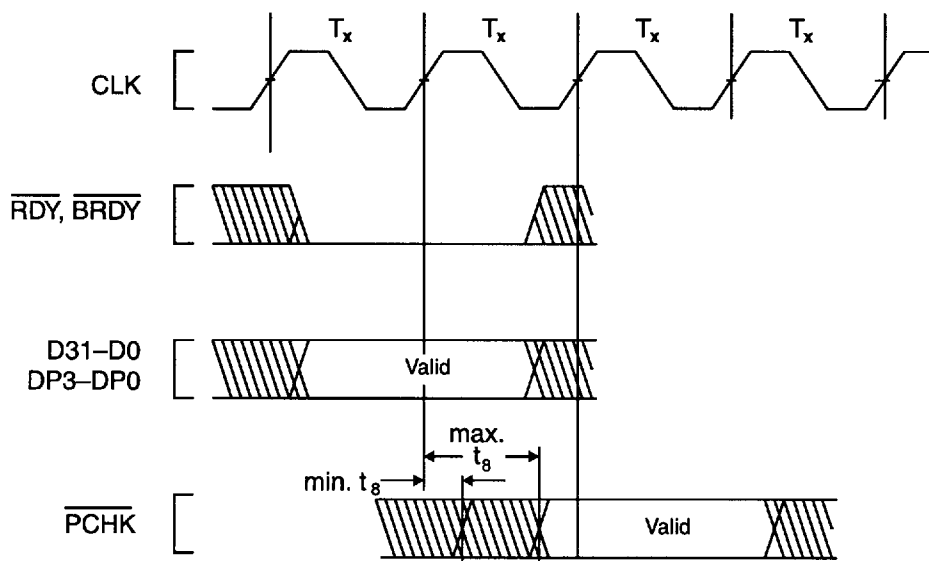 Tx Tx Tx Tx
CLK
RDY, BRDY
D31–D0
DP3–DP0
Valid
max.
t8
min. t8
PCHK
Valid